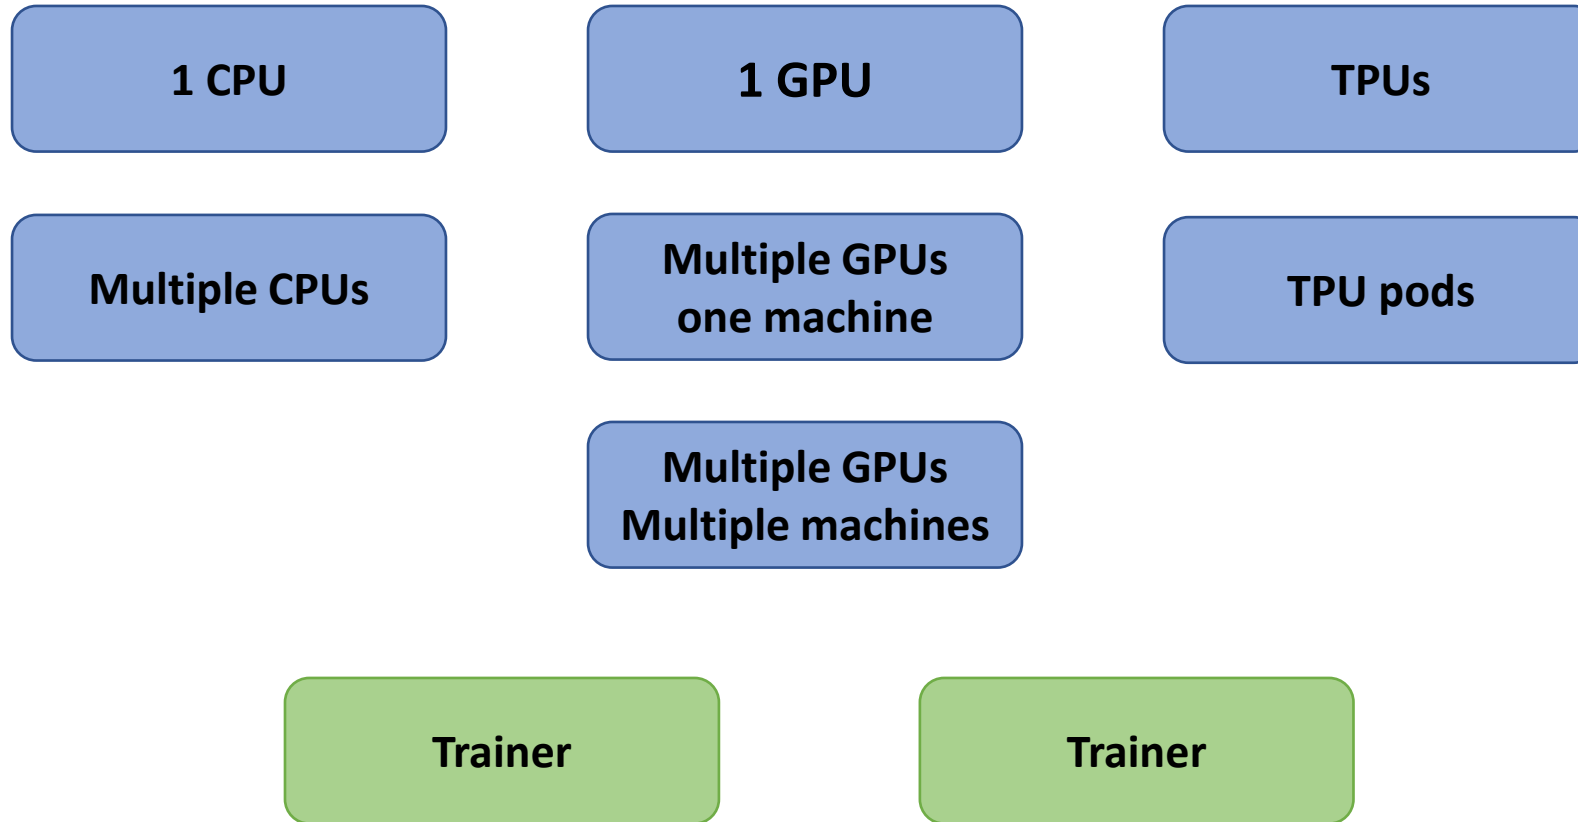 1 CPU
1 GPU
TPUs
Multiple CPUs
Multiple GPUs
one machine
TPU pods
Multiple GPUs
Multiple machines
Trainer
Trainer